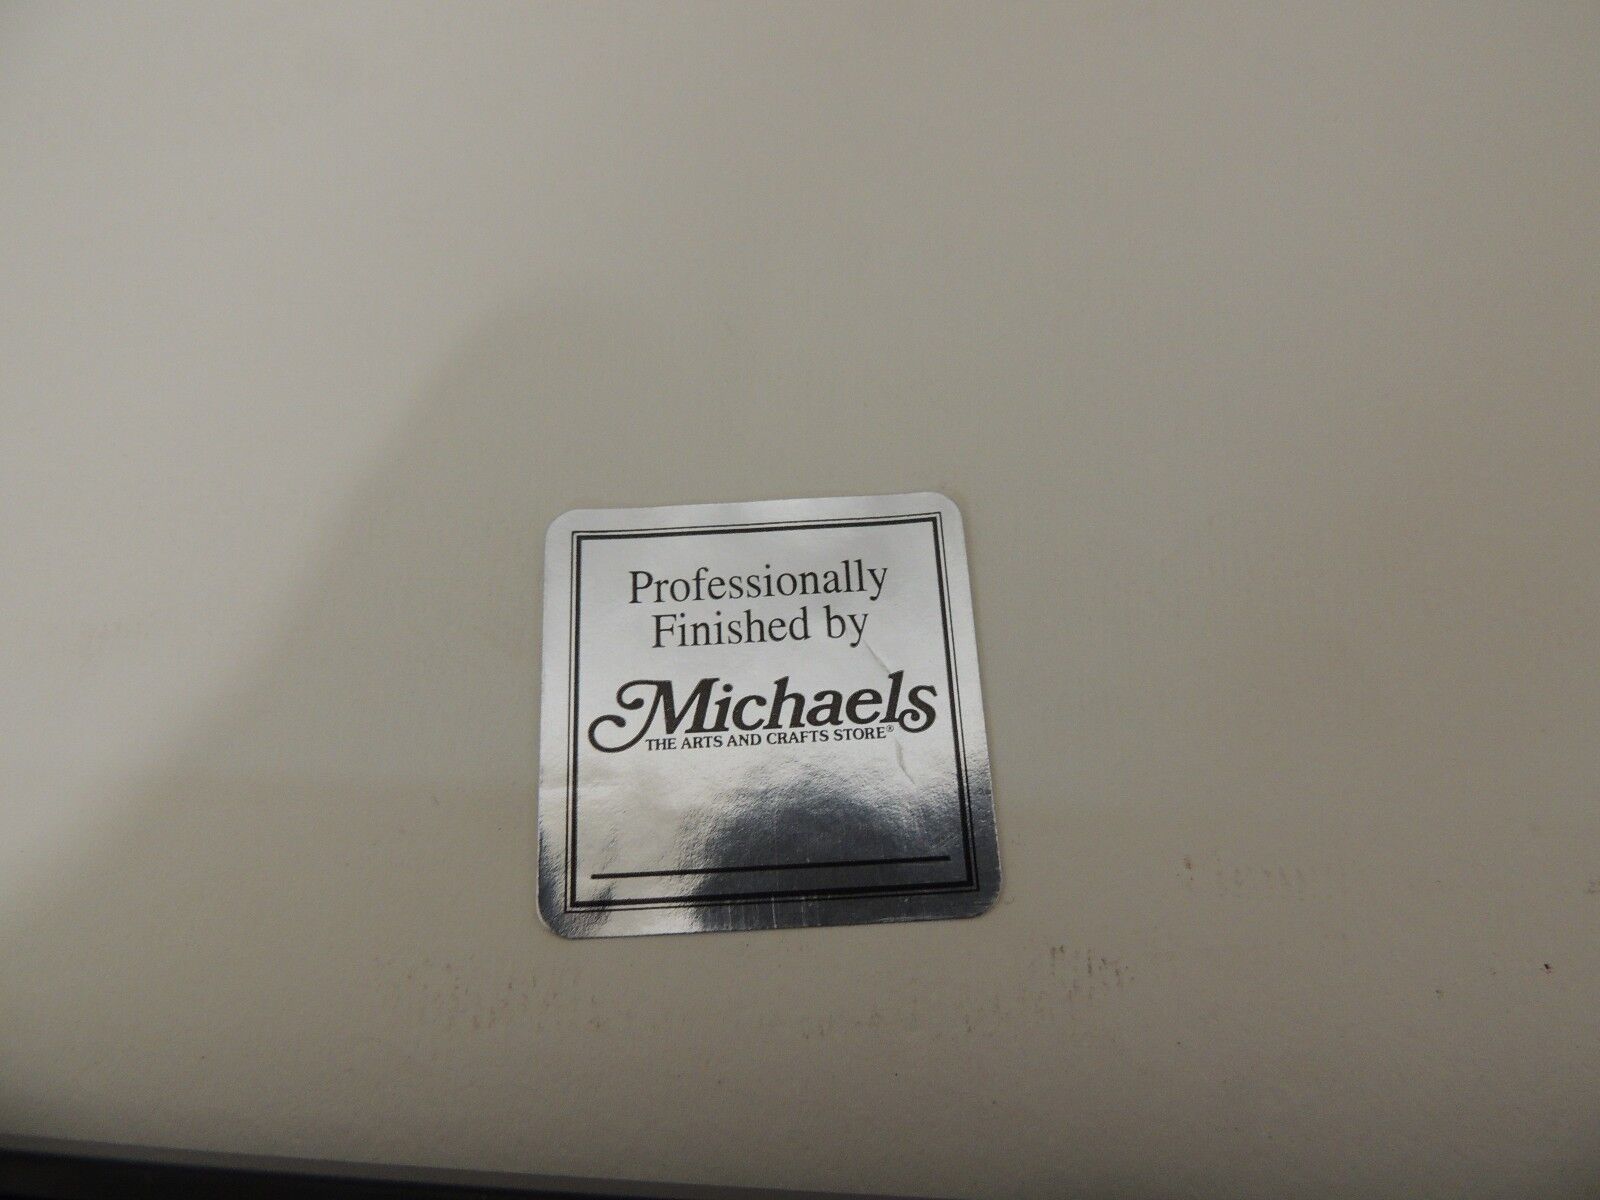 Professionally
Finished by
Michaels
THE ARTS AND CRAFTS STORE®